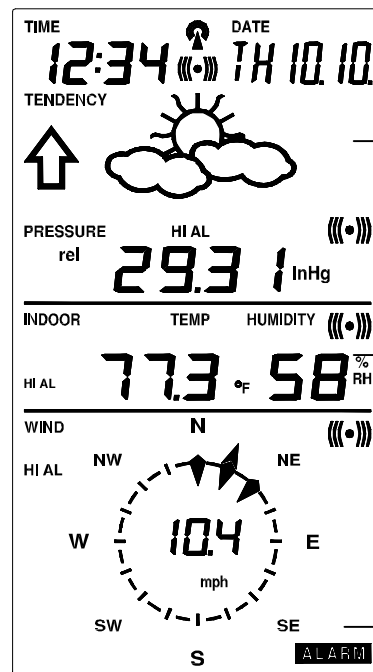 TIME DATE
12:34 TH 10.10.
TENDENCY
PRESSURE HI AL
rel 29.31 InHg
INDOOR TEMP HUMIDITY
HI AL 77.3 °F 58 % RH
WIND N
HI AL NW NE
W 10.4 E
mph
SW SE
S ALARM